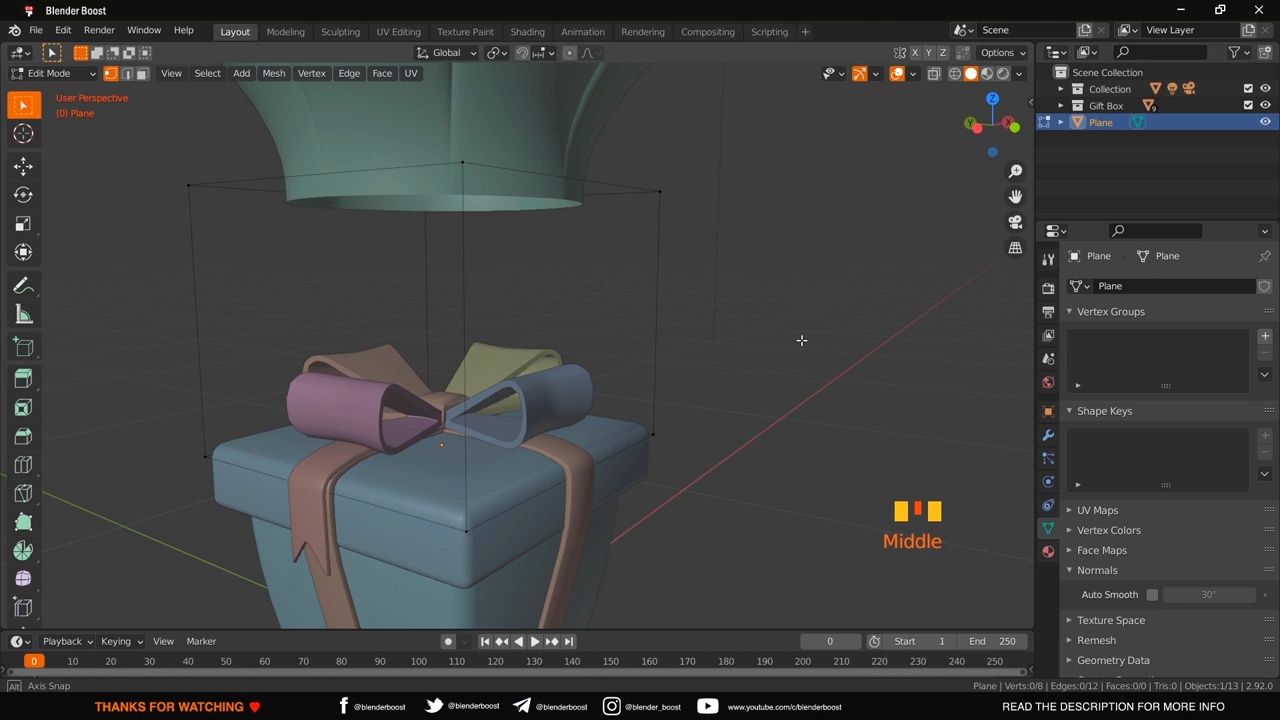 Blender Boost
File Edit Render Window Help Layout Modeling Sculpting UV Editing Texture Paint Shading Animation Rendering Compositing Scripting + Scene View Layer
Global X Y Z Options
Edit Mode View Select Add Mesh Vertex Edge Face UV
Scene Collection
Collection
Gift Box 9
Plane
User Perspective
(0) Plane
Z
Y
X
Plane Plane
Plane
Vertex Groups
Shape Keys
UV Maps
Vertex Colors
Face Maps
Normals
Auto Smooth 30°
Texture Space
Remesh
Geometry Data
Middle
Playback Keying View Marker 0 Start 1 End 250
0 10 20 30 40 50 60 70 80 90 100 110 120 130 140 150 160 170 180 190 200 210 220 230 240 250
Alt Axis Snap Plane | Verts:0/8 | Edges:0/12 | Faces:0/0 | Tris:0 | Objects:1/13 | 2.92.0
THANKS FOR WATCHING @blenderboost @blenderboost @blenderboost @blender_boost www.youtube.com/c/blenderboost READ THE DESCRIPTION FOR MORE INFO